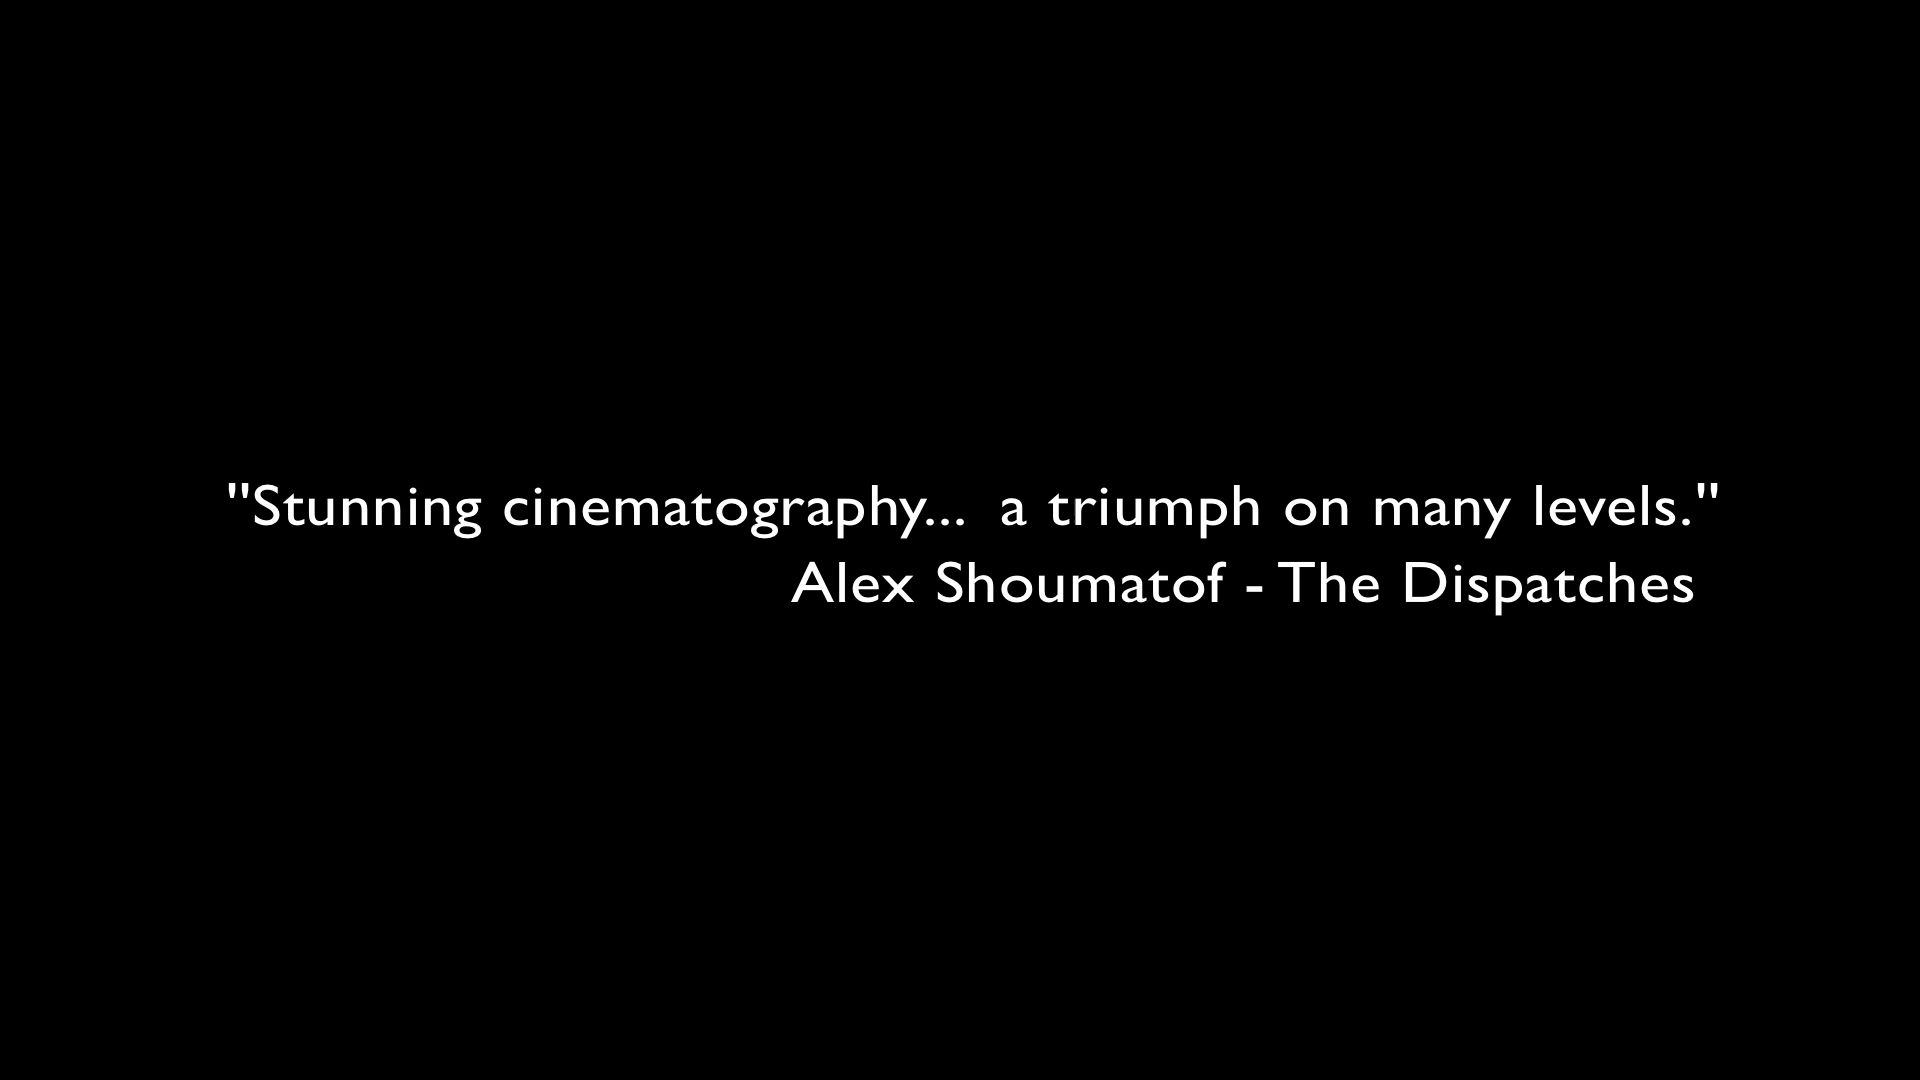 "Stunning cinematography...  a triumph on many levels."
Alex Shoumatof - The Dispatches